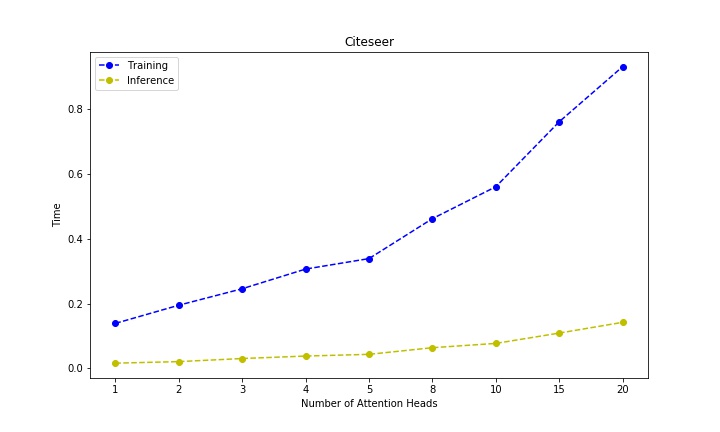 Citeseer
Training
Inference
0.8
0.6
0.4
0.2
0.0
Time
1 2 3 4 5 8 10 15 20
Number of Attention Heads